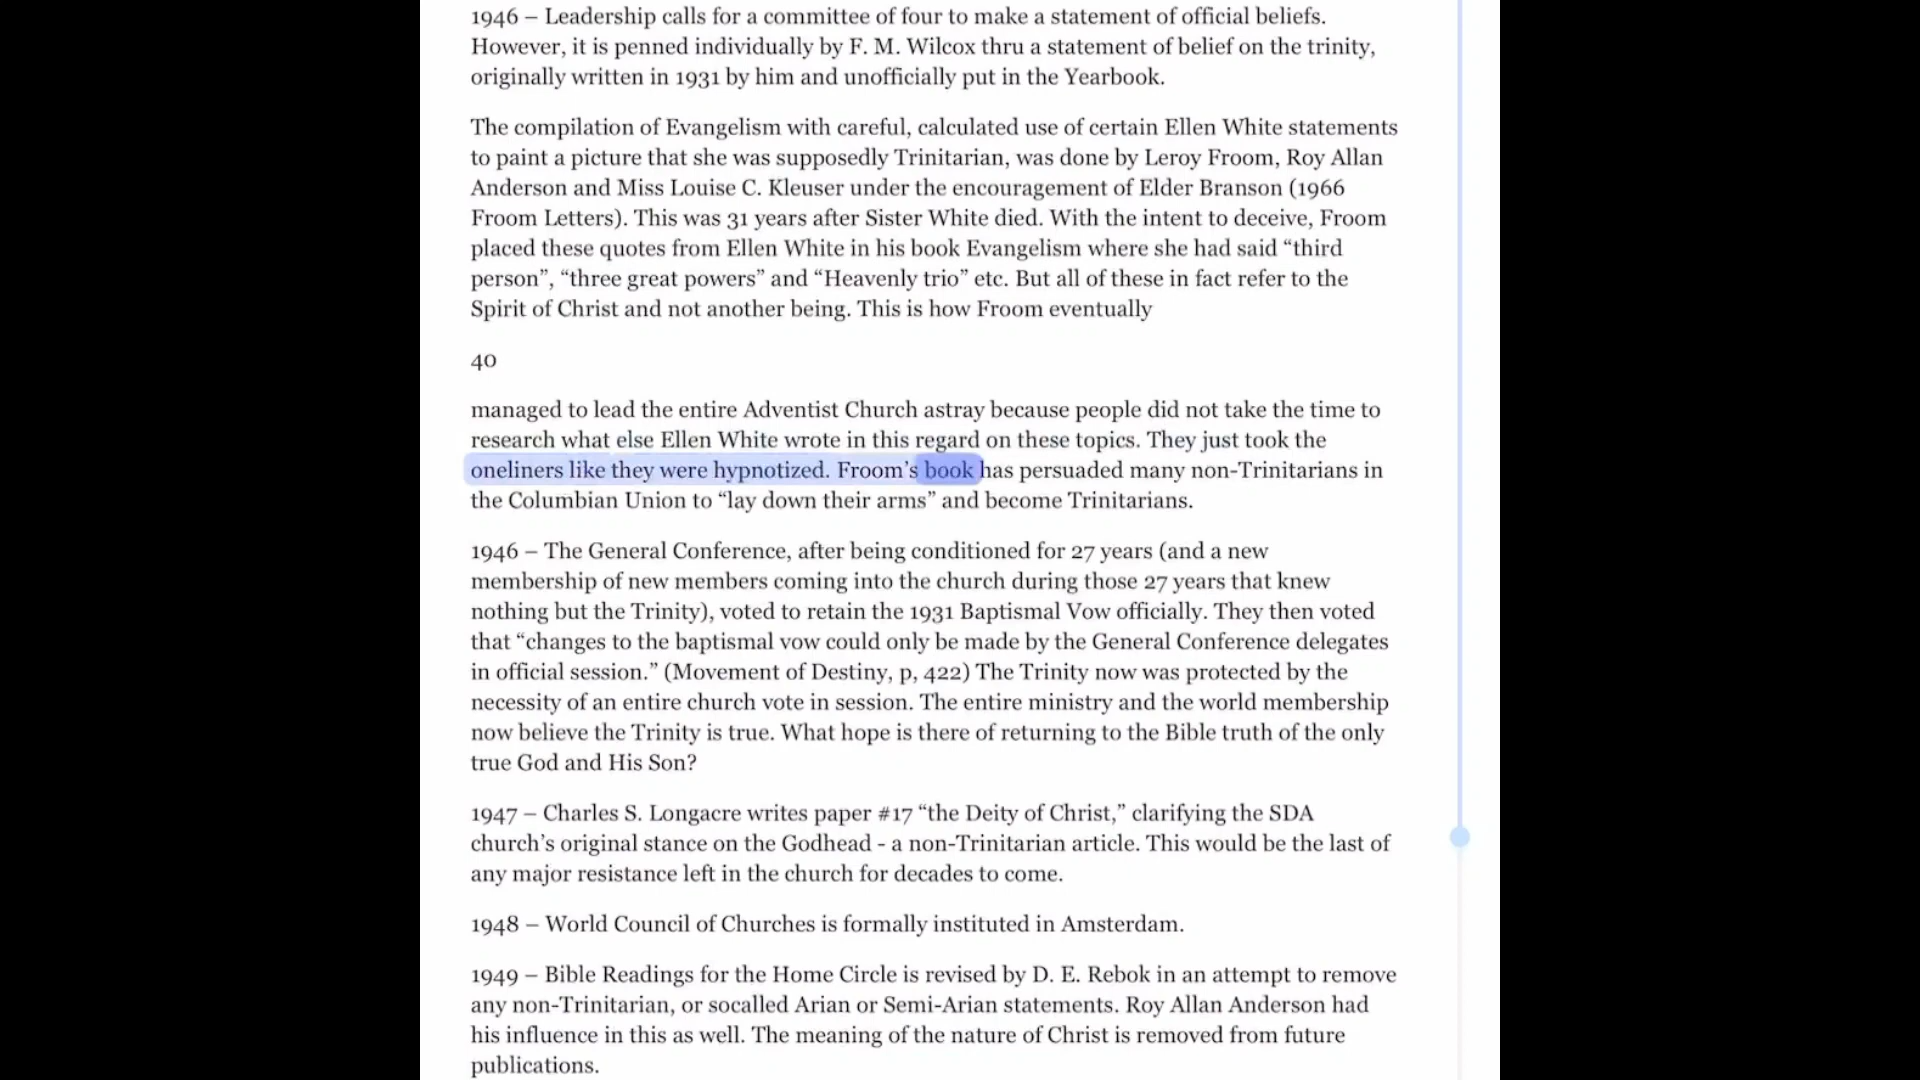 1946 – Leadership calls for a committee of four to make a statement of official beliefs.
However, it is penned individually by F. M. Wilcox thru a statement of belief on the trinity,
originally written in 1931 by him and unofficially put in the Yearbook.
The compilation of Evangelism with careful, calculated use of certain Ellen White statements
to paint a picture that she was supposedly Trinitarian, was done by Leroy Froom, Roy Allan
Anderson and Miss Louise C. Kleuser under the encouragement of Elder Branson (1966
Froom Letters). This was 31 years after Sister White died. With the intent to deceive, Froom
placed these quotes from Ellen White in his book Evangelism where she had said “third
person”, “three great powers” and “Heavenly trio” etc. But all of these in fact refer to the
Spirit of Christ and not another being. This is how Froom eventually
40
managed to lead the entire Adventist Church astray because people did not take the time to
research what else Ellen White wrote in this regard on these topics. They just took the
oneliners like they were hypnotized. Froom’s book has persuaded many non-Trinitarians in
the Columbian Union to “lay down their arms” and become Trinitarians.
1946 – The General Conference, after being conditioned for 27 years (and a new
membership of new members coming into the church during those 27 years that knew
nothing but the Trinity), voted to retain the 1931 Baptismal Vow officially. They then voted
that “changes to the baptismal vow could only be made by the General Conference delegates
in official session.” (Movement of Destiny, p, 422) The Trinity now was protected by the
necessity of an entire church vote in session. The entire ministry and the world membership
now believe the Trinity is true. What hope is there of returning to the Bible truth of the only
true God and His Son?
1947 – Charles S. Longacre writes paper #17 “the Deity of Christ,” clarifying the SDA
church’s original stance on the Godhead - a non-Trinitarian article. This would be the last of
any major resistance left in the church for decades to come.
1948 – World Council of Churches is formally instituted in Amsterdam.
1949 – Bible Readings for the Home Circle is revised by D. E. Rebok in an attempt to remove
any non-Trinitarian, or socalled Arian or Semi-Arian statements. Roy Allan Anderson had
his influence in this as well. The meaning of the nature of Christ is removed from future
publications.